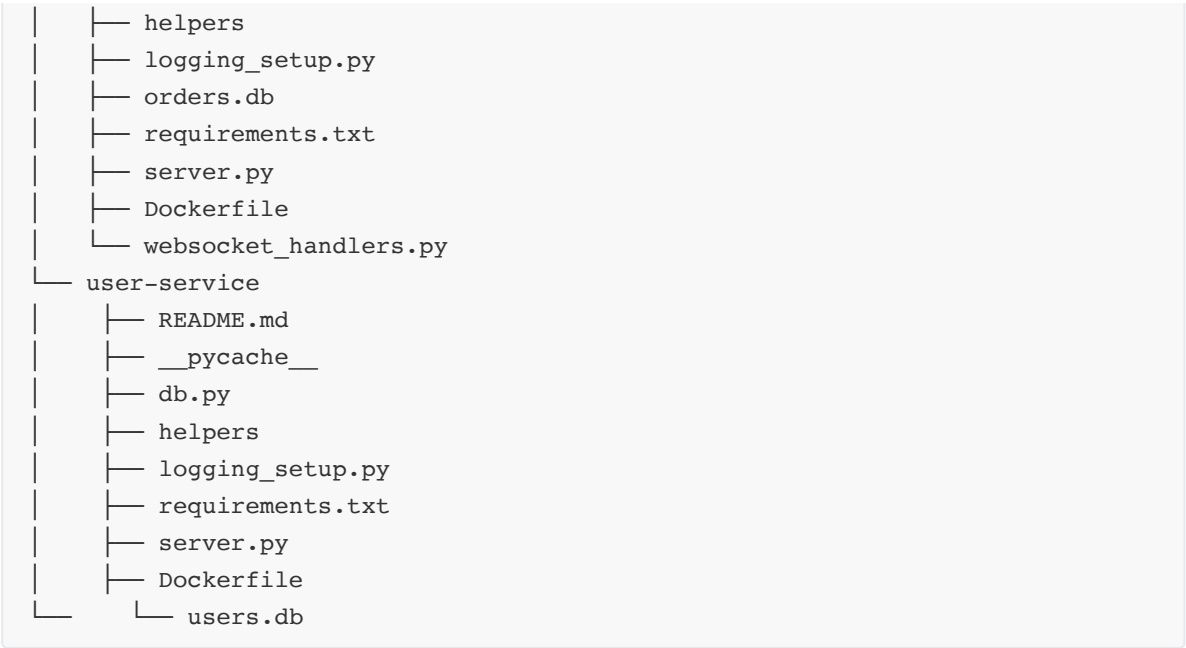 │   ├── helpers
│   ├── logging_setup.py
│   ├── orders.db
│   ├── requirements.txt
│   ├── server.py
│   ├── Dockerfile
│   └── websocket_handlers.py
└── user-service
│    ├── README.md
│    ├── __pycache__
│    ├── db.py
│    ├── helpers
│    ├── logging_setup.py
│    ├── requirements.txt
│    ├── server.py
│    ├── Dockerfile
└──    └── users.db